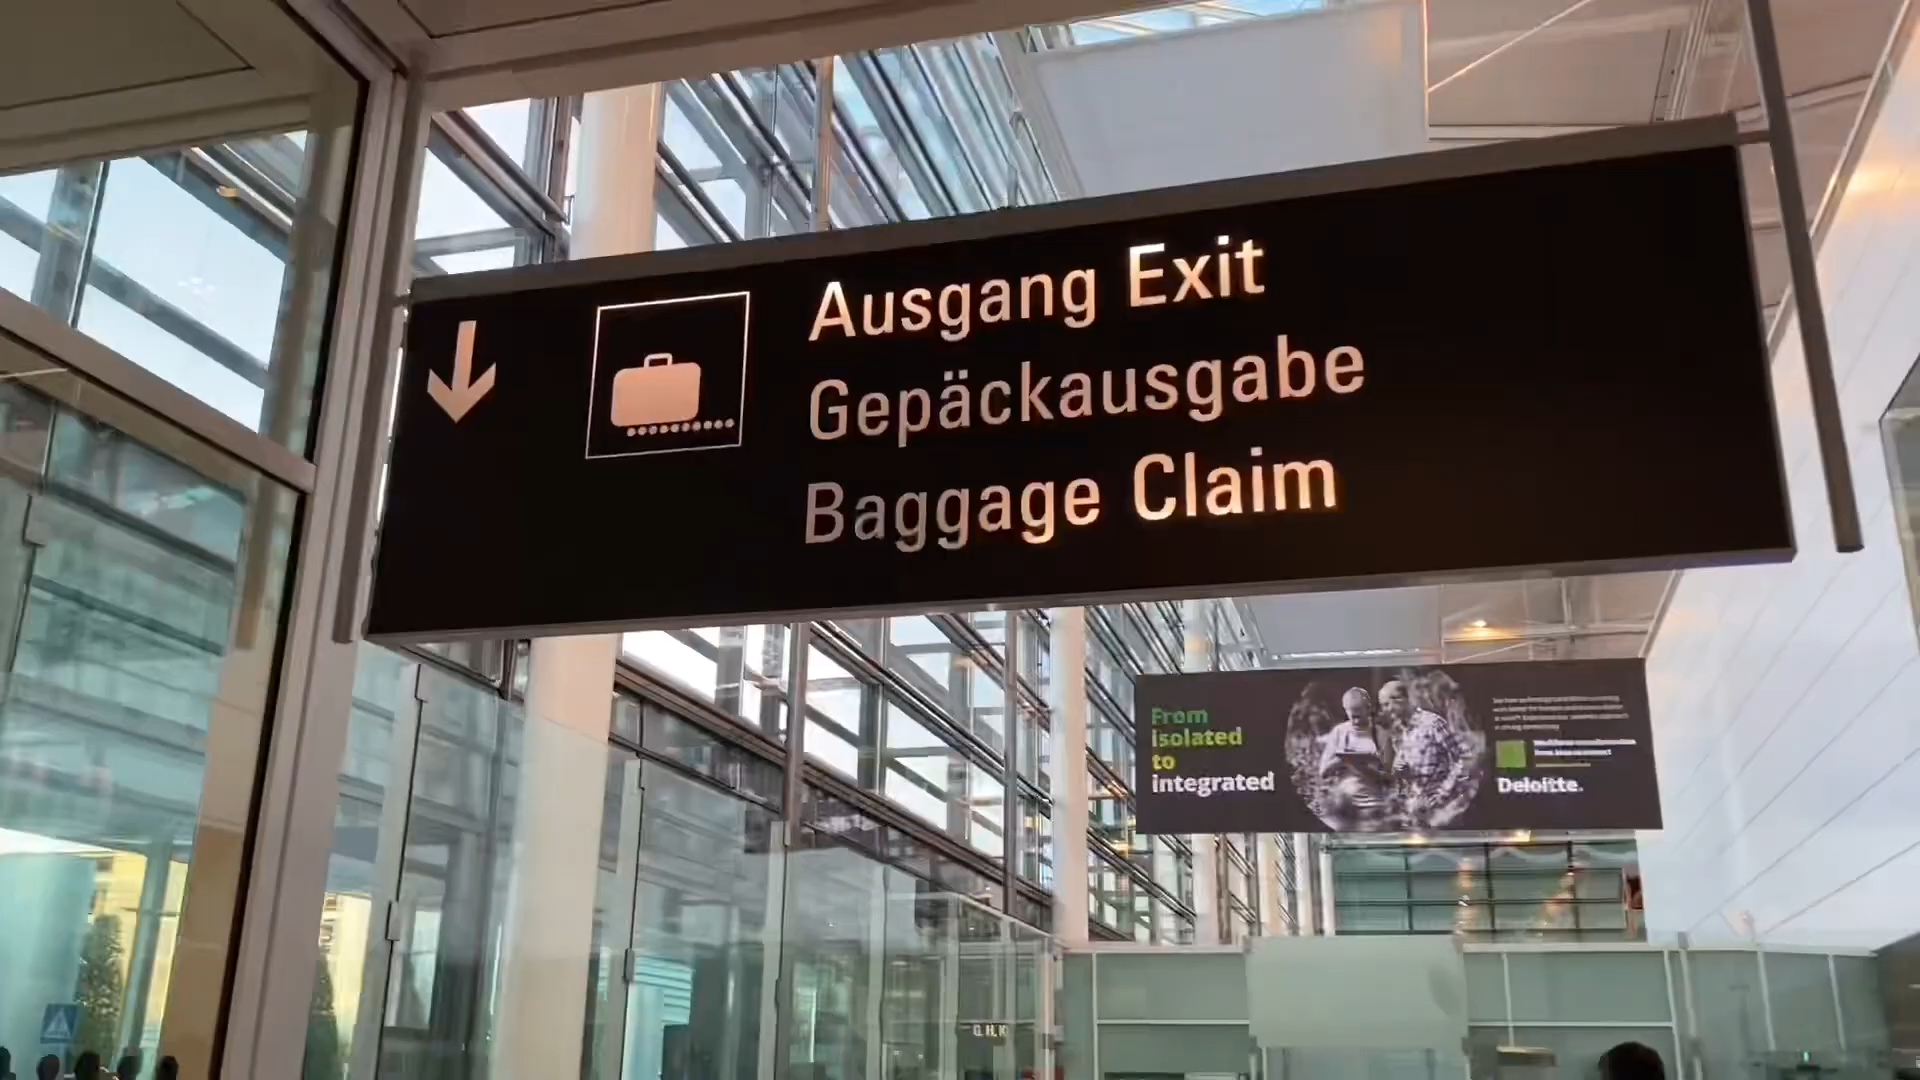 Ausgang Exit
Gepäckausgabe
Baggage Claim
From
isolated
to
integrated
Deloitte.
G, H, K